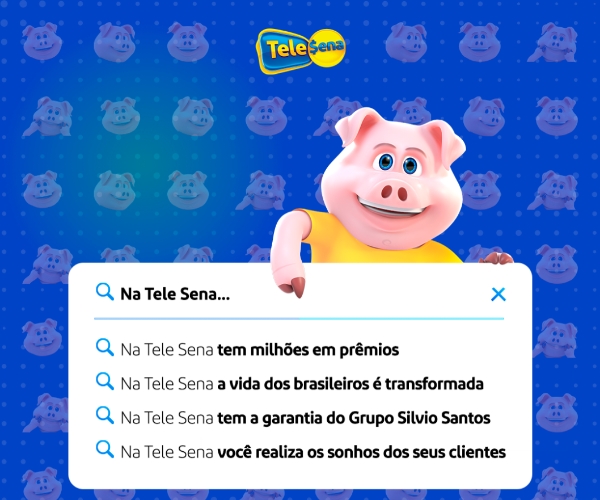 Tele Sena
Na Tele Sena...
Na Tele Sena tem milhões em prêmios
Na Tele Sena a vida dos brasileiros é transformada
Na Tele Sena tem a garantia do Grupo Silvio Santos
Na Tele Sena você realiza os sonhos dos seus clientes